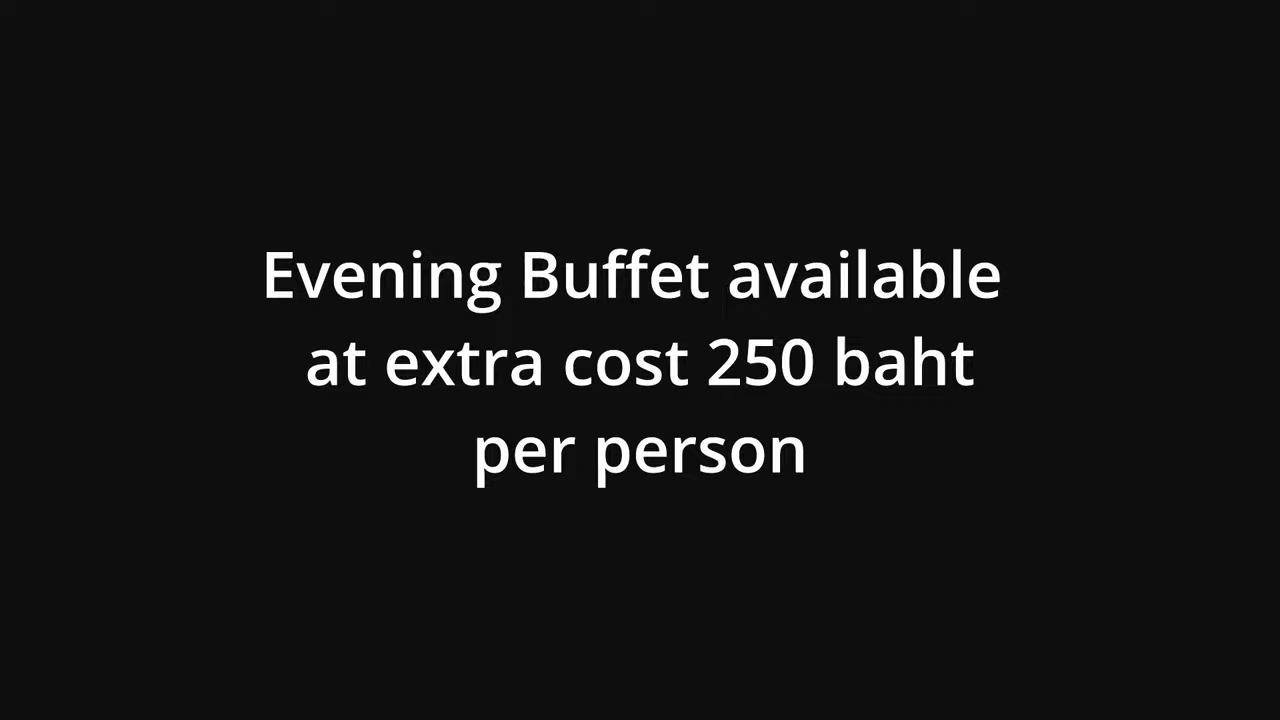 Evening Buffet available
at extra cost 250 baht
per person